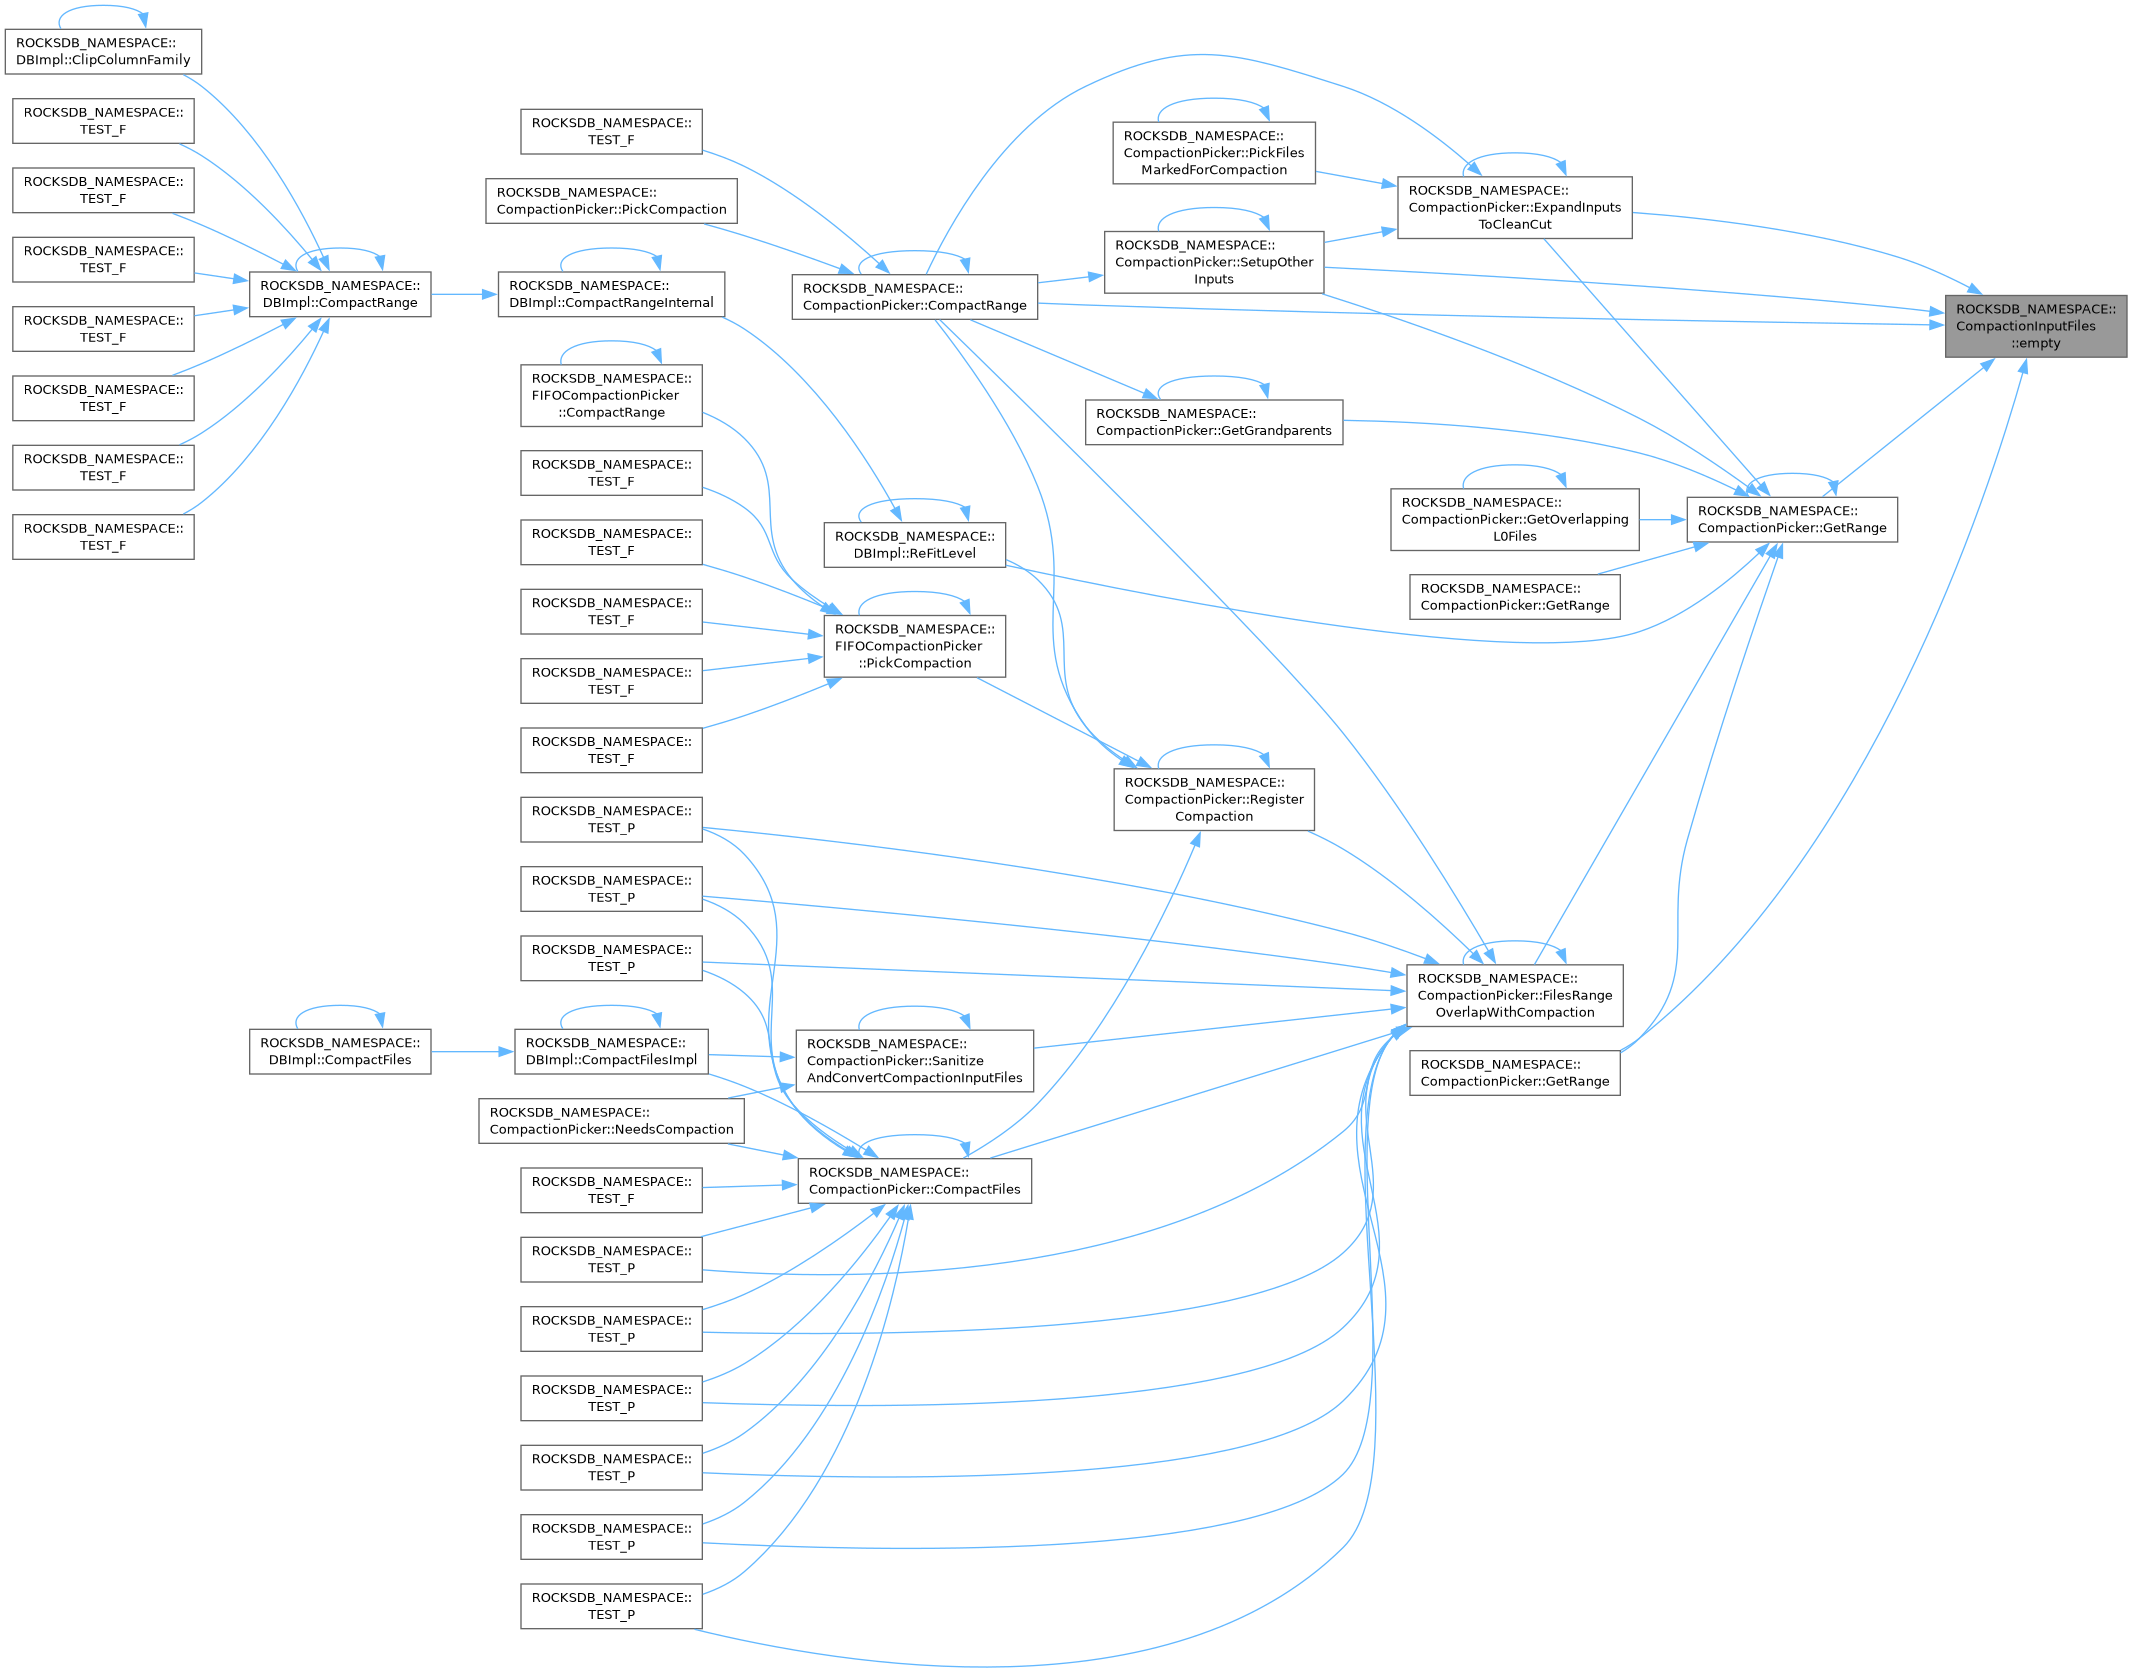 ROCKSDB_NAMESPACE::
DBImpl::ClipColumnFamily
ROCKSDB_NAMESPACE::
TEST_F
ROCKSDB_NAMESPACE::
TEST_F
ROCKSDB_NAMESPACE::
TEST_F
ROCKSDB_NAMESPACE::
TEST_F
ROCKSDB_NAMESPACE::
TEST_F
ROCKSDB_NAMESPACE::
TEST_F
ROCKSDB_NAMESPACE::
TEST_F
ROCKSDB_NAMESPACE::
DBImpl::CompactRange
ROCKSDB_NAMESPACE::
DBImpl::CompactFiles
ROCKSDB_NAMESPACE::
TEST_F
ROCKSDB_NAMESPACE::
CompactionPicker::PickCompaction
ROCKSDB_NAMESPACE::
DBImpl::CompactRangeInternal
ROCKSDB_NAMESPACE::
FIFOCompactionPicker
::CompactRange
ROCKSDB_NAMESPACE::
TEST_F
ROCKSDB_NAMESPACE::
TEST_F
ROCKSDB_NAMESPACE::
TEST_F
ROCKSDB_NAMESPACE::
TEST_F
ROCKSDB_NAMESPACE::
TEST_F
ROCKSDB_NAMESPACE::
TEST_P
ROCKSDB_NAMESPACE::
TEST_P
ROCKSDB_NAMESPACE::
TEST_P
ROCKSDB_NAMESPACE::
DBImpl::CompactFilesImpl
ROCKSDB_NAMESPACE::
CompactionPicker::NeedsCompaction
ROCKSDB_NAMESPACE::
TEST_F
ROCKSDB_NAMESPACE::
TEST_P
ROCKSDB_NAMESPACE::
TEST_P
ROCKSDB_NAMESPACE::
TEST_P
ROCKSDB_NAMESPACE::
TEST_P
ROCKSDB_NAMESPACE::
TEST_P
ROCKSDB_NAMESPACE::
TEST_P
ROCKSDB_NAMESPACE::
CompactionPicker::CompactRange
ROCKSDB_NAMESPACE::
DBImpl::ReFitLevel
ROCKSDB_NAMESPACE::
FIFOCompactionPicker
::PickCompaction
ROCKSDB_NAMESPACE::
CompactionPicker::Sanitize
AndConvertCompactionInputFiles
ROCKSDB_NAMESPACE::
CompactionPicker::CompactFiles
ROCKSDB_NAMESPACE::
CompactionPicker::PickFiles
MarkedForCompaction
ROCKSDB_NAMESPACE::
CompactionPicker::SetupOther
Inputs
ROCKSDB_NAMESPACE::
CompactionPicker::GetGrandparents
ROCKSDB_NAMESPACE::
CompactionPicker::Register
Compaction
ROCKSDB_NAMESPACE::
CompactionPicker::ExpandInputs
ToCleanCut
ROCKSDB_NAMESPACE::
CompactionPicker::GetOverlapping
L0Files
ROCKSDB_NAMESPACE::
CompactionPicker::GetRange
ROCKSDB_NAMESPACE::
CompactionPicker::FilesRange
OverlapWithCompaction
ROCKSDB_NAMESPACE::
CompactionPicker::GetRange
ROCKSDB_NAMESPACE::
CompactionPicker::GetRange
ROCKSDB_NAMESPACE::
CompactionInputFiles
::empty